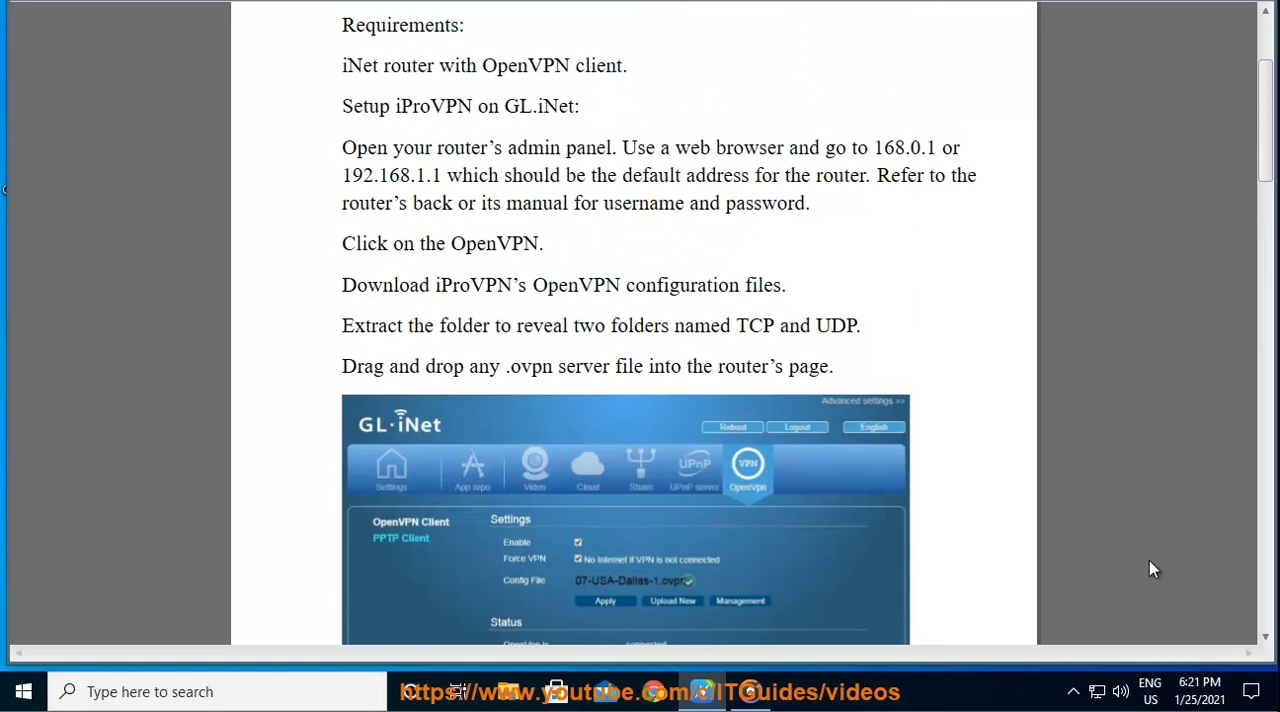 Requirements:
iNet router with OpenVPN client.
Setup iProVPN on GL.iNet:
Open your router’s admin panel. Use a web browser and go to 168.0.1 or
192.168.1.1 which should be the default address for the router. Refer to the
router’s back or its manual for username and password.
Click on the OpenVPN.
Download iProVPN’s OpenVPN configuration files.
Extract the folder to reveal two folders named TCP and UDP.
Drag and drop any .ovpn server file into the router’s page.
Advanced settings >>
GL·iNet
Reboot Logout English
Settings App repo Video Cloud Share UPnP server OpenVpn
UPnP VPN
OpenVPN Client
PPTP Client
Settings
Enable
Force VPN No Internet if VPN is not connected
Config File 07-USA-Dallas-1.ovpn
Apply Upload New Management
Status
OpenVpn is connected
Type here to search
https://www.youtube.com/c/ITGuides/videos
ENG
US
6:21 PM
1/25/2021